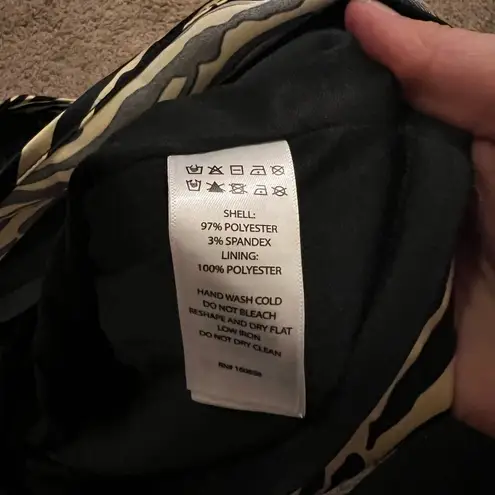 SHELL:
97% POLYESTER
3% SPANDEX
LINING:
100% POLYESTER
HAND WASH COLD
DO NOT BLEACH
RESHAPE AND DRY FLAT
LOW IRON
DO NOT DRY CLEAN
RN#